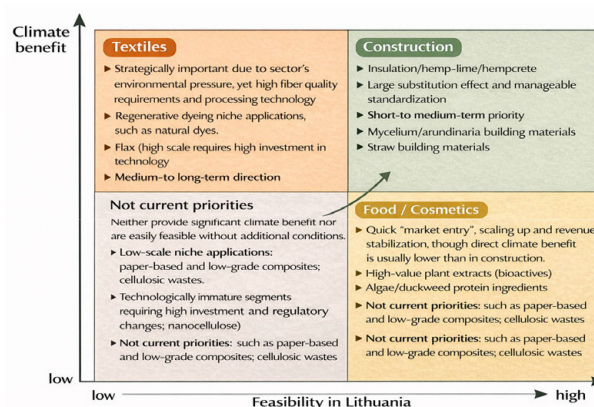 Climate
benefit
Textiles
▸ Strategically important due to sector's
environmental pressure, yet high fiber quality
requirements and processing technology
▸ Regenerative dyeing niche applications,
such as natural dyes.
▸ Flax (high scale requires high investment in
technology
▸ Medium-to long-term direction
Construction
▸ Insulation/hemp-lime/hempcrete
▸ Large substitution effect and manageable
standardization
▸ Short-to medium-term priority
▸ Mycelium/arundinaria building materials
▸ Straw building materials
Not current priorities
Neither provide significant climate benefit nor
are easily feasible without additional conditions.
▸ Low-scale niche applications:
paper-based and low-grade composites;
cellulosic wastes.
▸ Technologically immature segments
requiring high investment and regulatory
changes; nanocellulose)
▸ Not current priorities: such as paper-based
and low-grade composites; cellulosic wastes
Food / Cosmetics
▸ Quick "market entry", scaling up and revenue
stabilization, though direct climate benefit
is usually lower than in construction.
▸ High-value plant extracts (bioactives)
▸ Algae/duckweed protein ingredients
▸ Not current priorities: such as paper-based
and low-grade composites; cellulosic wastes
▸ Not current priorities: such as paper-based
and low-grade composites; cellulosic wastes
low
low
Feasibility in Lithuania
high